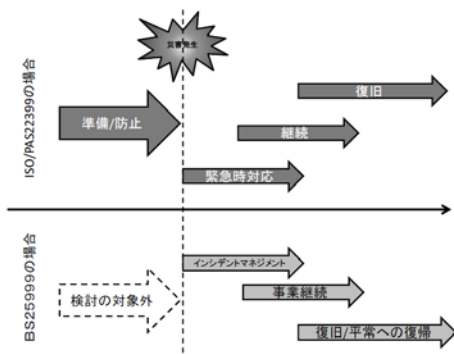 災害発生
ISO/PAS22399の場合
復旧
準備/防止
継続
緊急時対応
BS25999の場合
インシデントマネジメント
検討の対象外
事業継続
復旧/平常への復帰